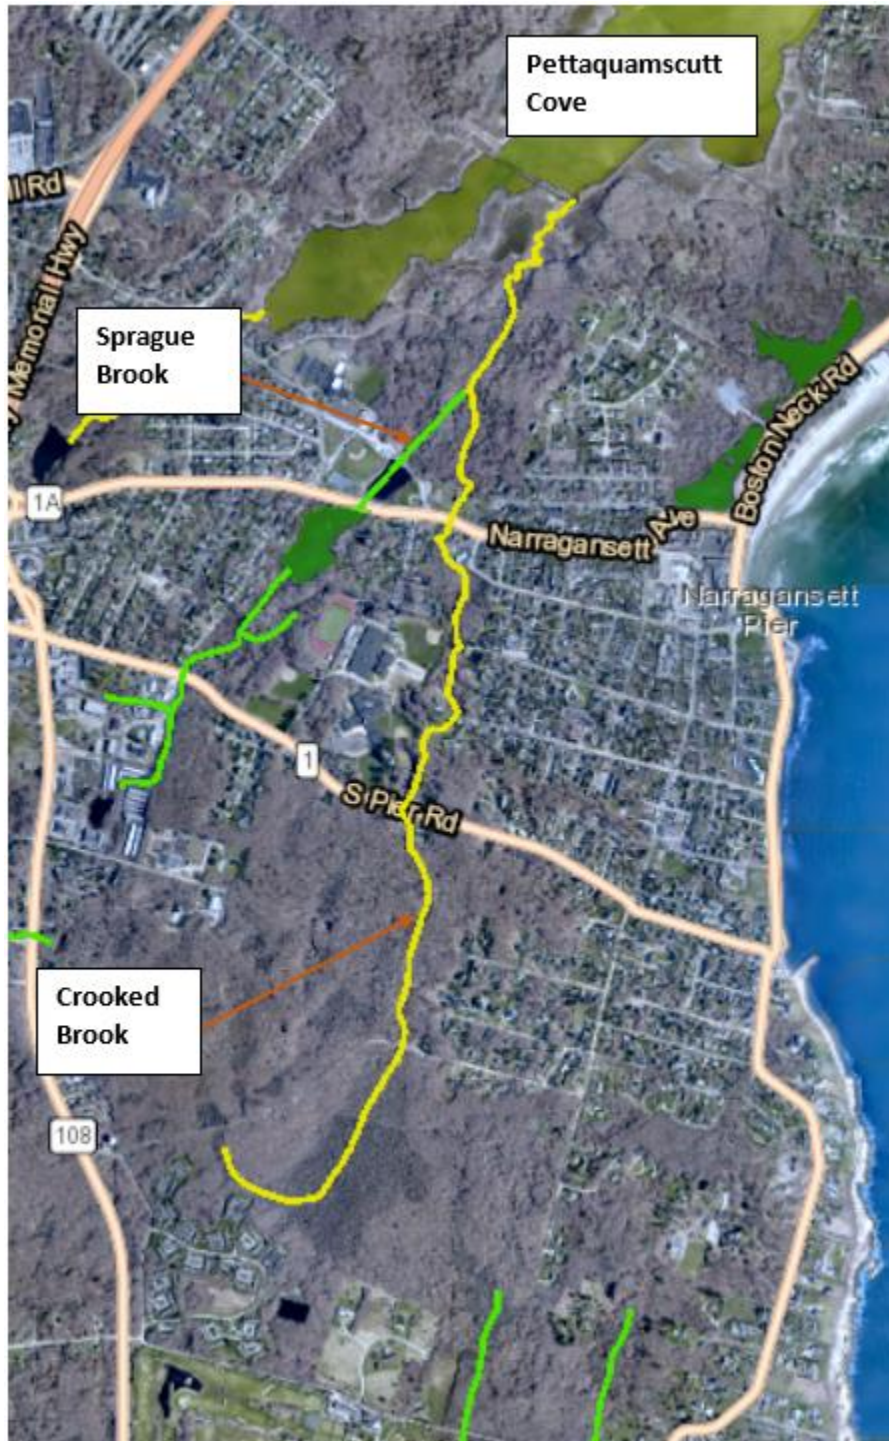 Pettaquamscutt
Cove
ll Rd
y Memorial Hwy
Sprague
Brook
Boston Neck Rd
1A
Narragansett Ave
Narragansett
Pier
1
S Pier Rd
Crooked
Brook
108